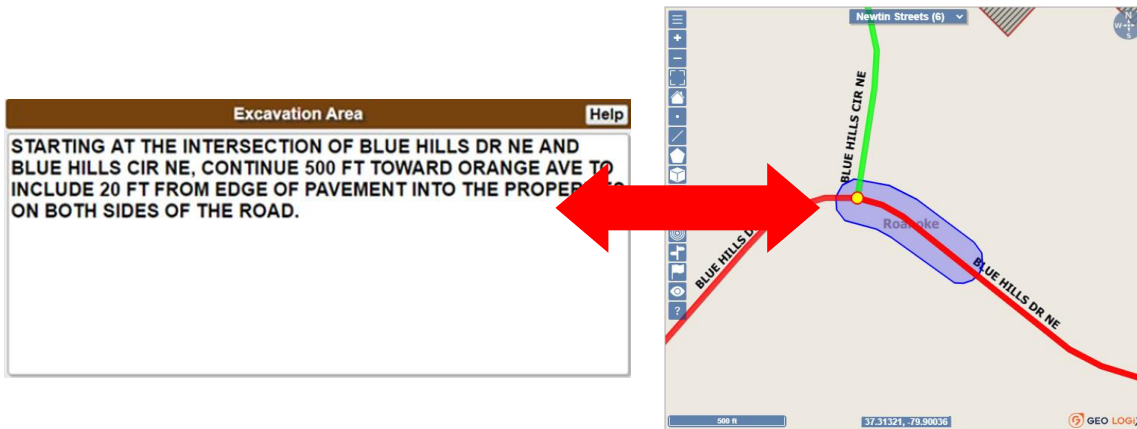 Excavation Area
Help
STARTING AT THE INTERSECTION OF BLUE HILLS DR NE AND
BLUE HILLS CIR NE, CONTINUE 500 FT TOWARD ORANGE AVE TO
INCLUDE 20 FT FROM EDGE OF PAVEMENT INTO THE
ON BOTH SIDES OF THE ROAD.
Newtin Streets (6)
N
W
S
BLUE HILLS CIR NE
Roanoke
BLUE HILLS
BLUE HILLS DR NE
?
500 ft
37.31321, -79.90036
GEO